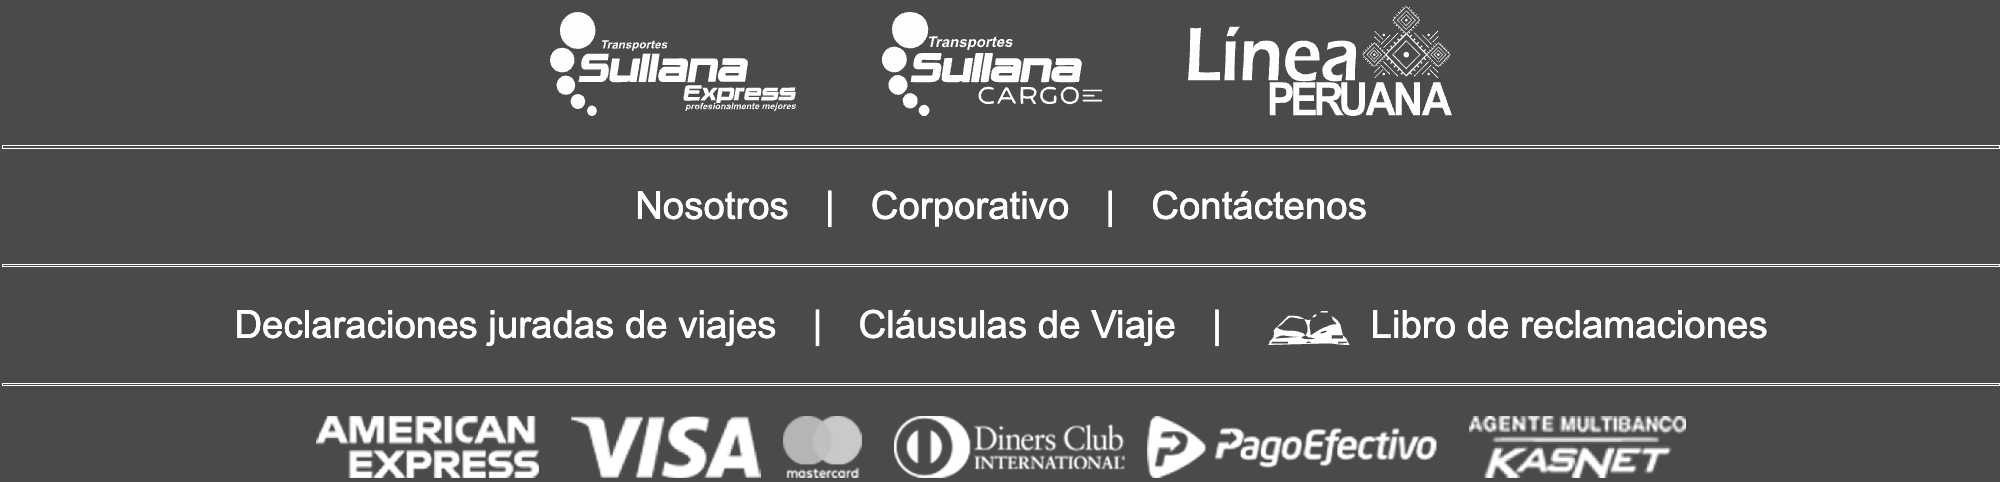 Transportes
Sullana
Express
profesionalmente mejores
Transportes
Sullana
CARGO
Línea
PERUANA
Nosotros | Corporativo | Contáctenos
Declaraciones juradas de viajes | Cláusulas de Viaje | Libro de reclamaciones
AMERICAN
EXPRESS
VISA
mastercard
Diners Club
INTERNATIONAL
PagoEfectivo
AGENTE MULTIBANCO
KASNET